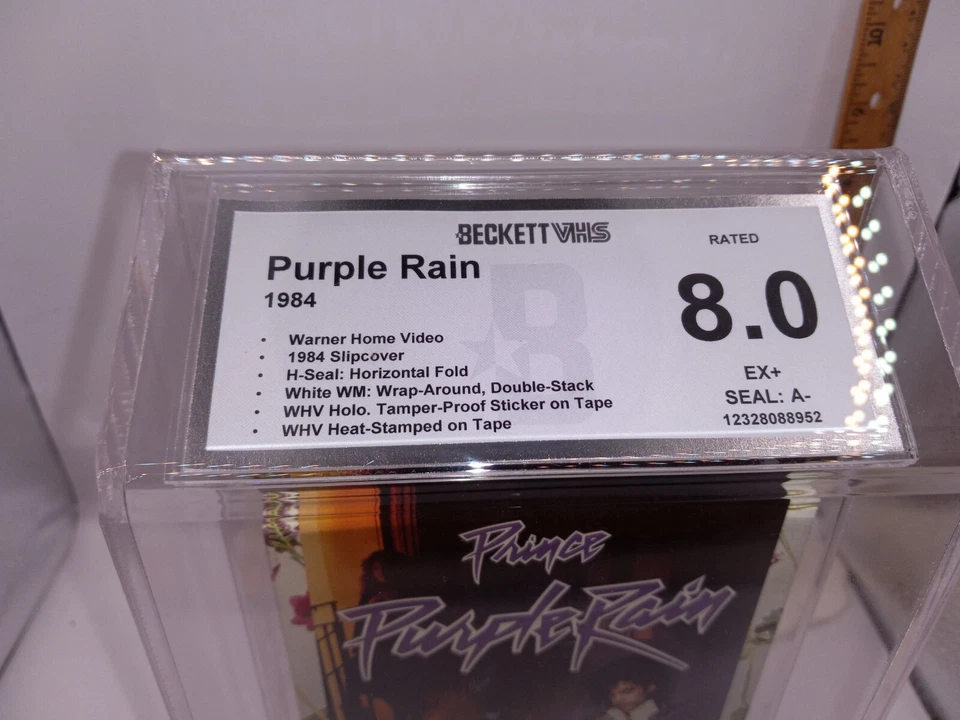 BECKETT VHS
Purple Rain
1984
• Warner Home Video
• 1984 Slipcover
• H-Seal: Horizontal Fold
• White WM: Wrap-Around, Double-Stack
• WHV Holo. Tamper-Proof Sticker on Tape
• WHV Heat-Stamped on Tape
RATED
8.0
EX+
SEAL: A-
12328088952
B
Prince
Purple Rain
10